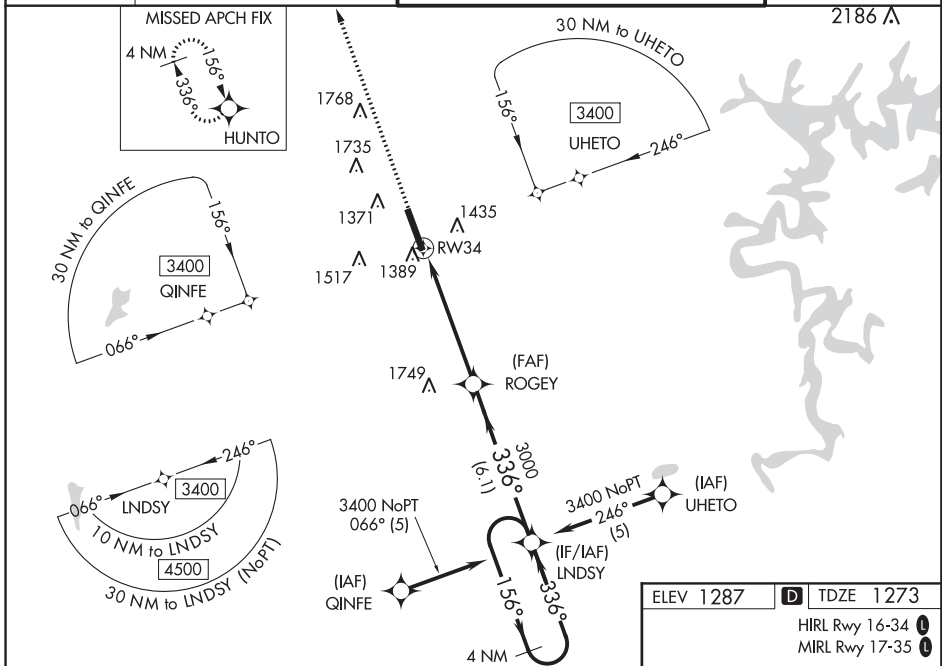 MISSED APCH FIX
4 NM
156°
336°
HUNTO
2186
30 NM to UHETO
156°
3400
UHETO
246°
1768
1735
1371
1435
RW34
1517
1389
30 NM to QINFE
156°
3400
QINFE
066°
1749
(FAF)
ROGEY
3000
336°
(6.1)
246°
066°
LNDSY
3400
10 NM to LNDSY
4500
30 NM to LNDSY (NoPT)
3400 NoPT
066° (5)
3400 NoPT
246°
(5)
(IAF)
UHETO
(IF/IAF)
LNDSY
(IAF)
QINFE
156°
336°
4 NM
ELEV 1287
D
TDZE 1273
HIRL Rwy 16-34 L
MIRL Rwy 17-35 L